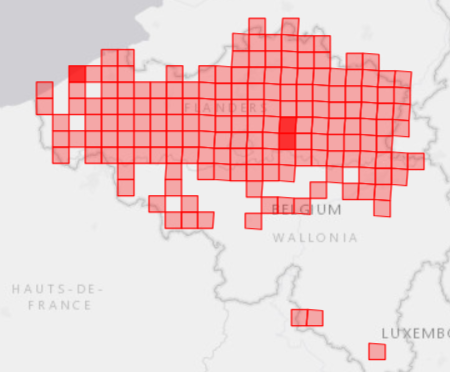 FLANDERS
BELGIUM
WALLONIA
HAUTS-DE-
FRANCE
LUXEMBO